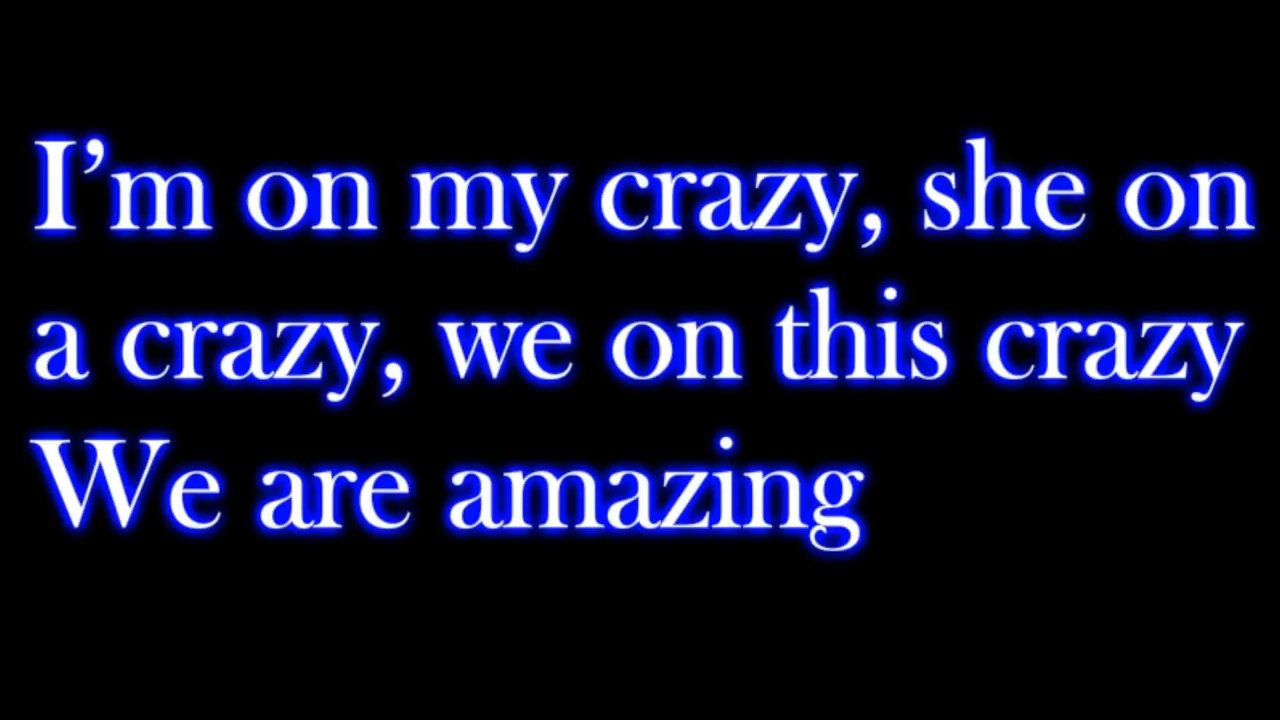 I’m on my crazy, she on
a crazy, we on this crazy
We are amazing